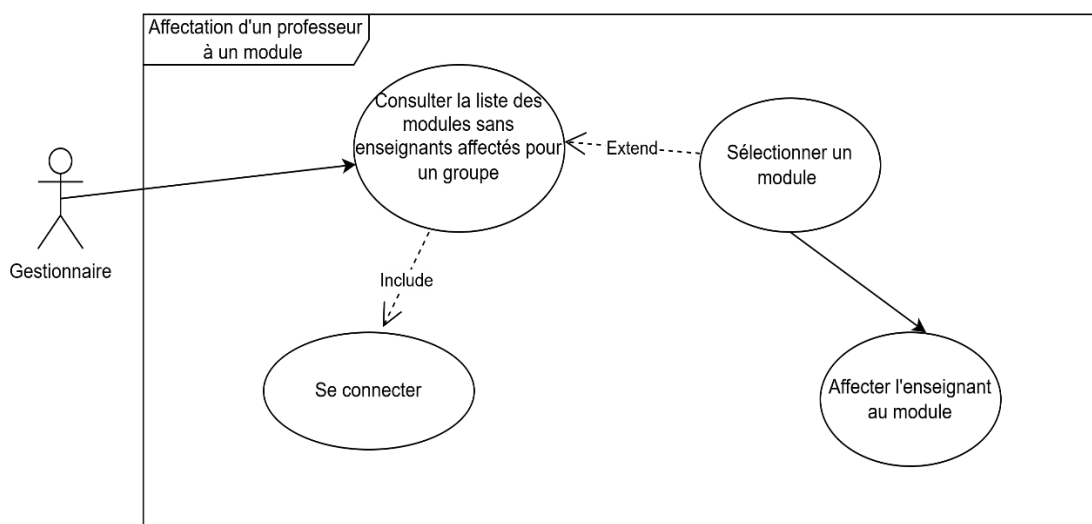 Affectation d'un professeur
à un module
Consulter la liste des
modules sans
enseignants affectés pour
un groupe
Extend
Sélectionner un
module
Gestionnaire
Include
Se connecter
Affecter l'enseignant
au module